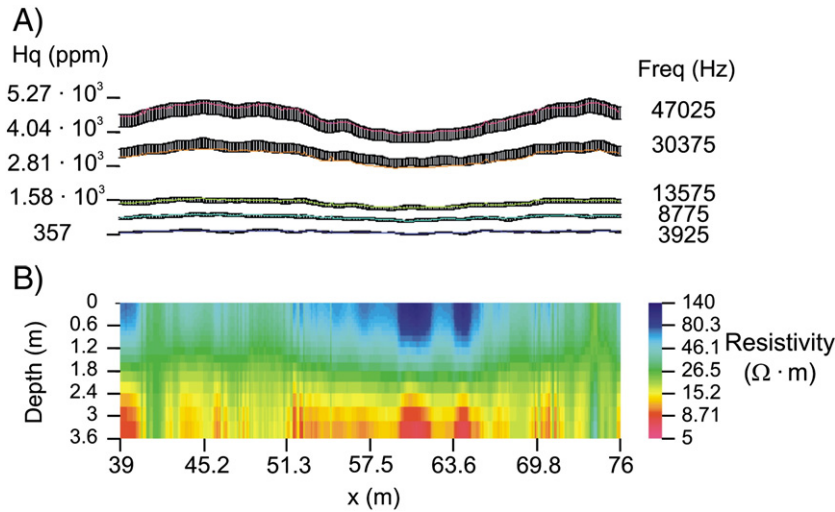 A)
Hq (ppm)
Freq (Hz)
5.27 · 10³
4.04 · 10³
2.81 · 10³
1.58 · 10³
357
47025
30375
13575
8775
3925
B)
Depth (m)
0
0.6
1.2
1.8
2.4
3
3.6
39 45.2 51.3 57.5 63.6 69.8 76
x (m)
140
80.3
46.1
26.5
15.2
8.71
5
Resistivity
(Ω · m)